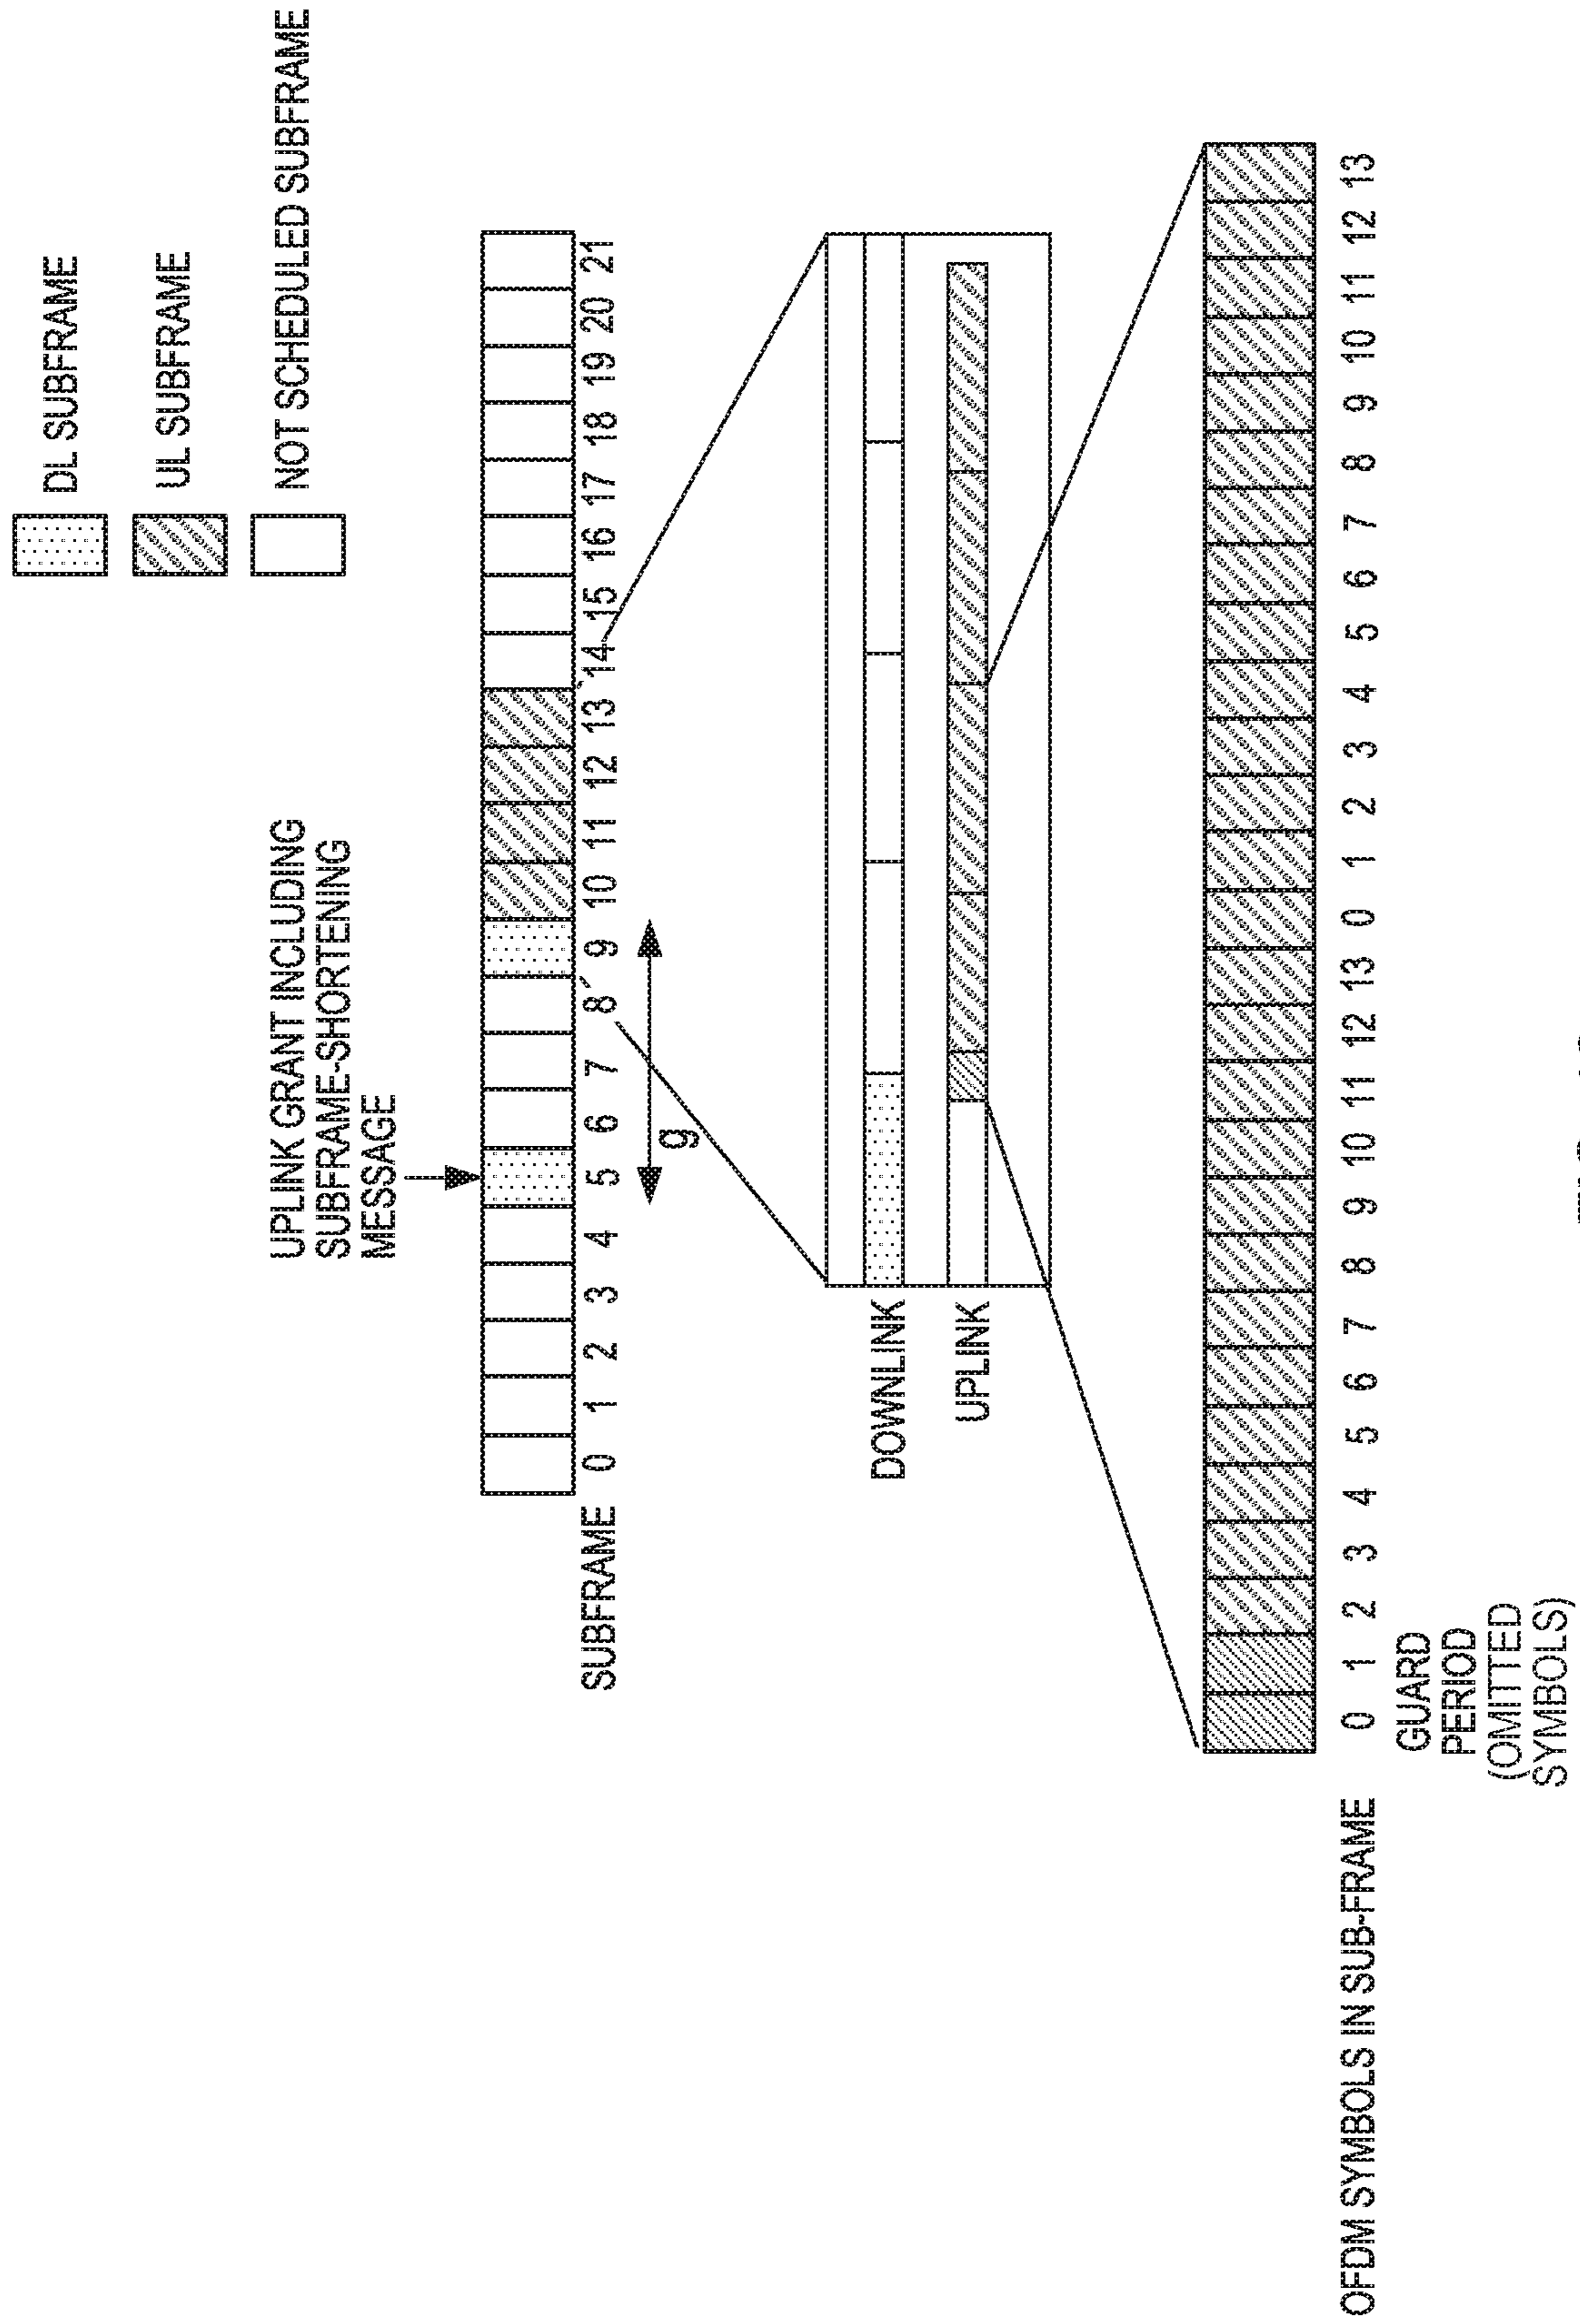 DL SUBFRAME
UL SUBFRAME
NOT SCHEDULED SUBFRAME
UPLINK GRANT INCLUDING
SUBFRAME-SHORTENING
MESSAGE
SUBFRAME 0 1 2 3 4 5 6 7 8 9 10 11 12 13 14 15 16 17 18 19 20 21
g
DOWNLINK
UPLINK
OFDM SYMBOLS IN SUB-FRAME 0 1 2 3 4 5 6 7 8 9 10 11 12 13 0 1 2 3 4 5 6 7 8 9 10 11 12 13
GUARD
PERIOD
(OMITTED
SYMBOLS)